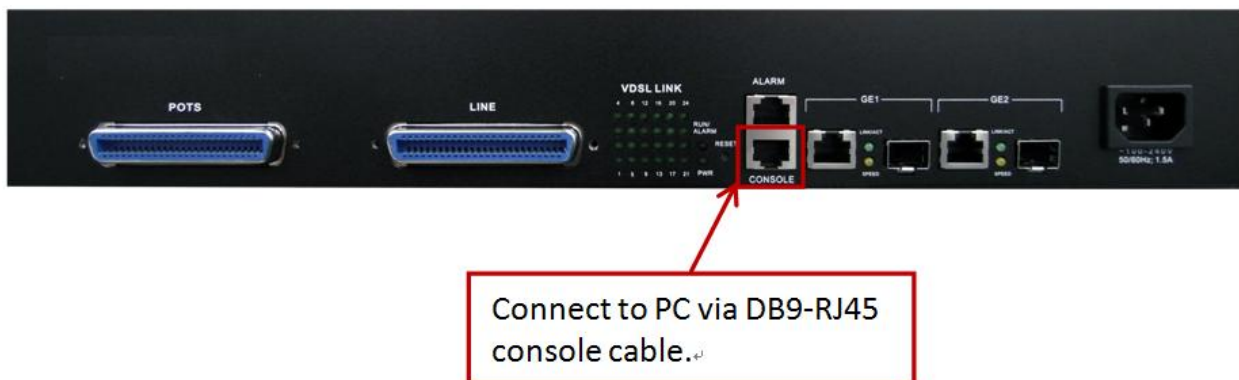 POTS
LINE
VDSL LINK
4 8 12 16 20 24
RUN/
ALARM
RESET
1 5 9 13 17 21 PWR
ALARM
CONSOLE
GE1
LINK/ACT
SPEED
GE2
LINK/ACT
SPEED
~100-240V
50/60Hz; 1.5A
Connect to PC via DB9-RJ45
console cable.